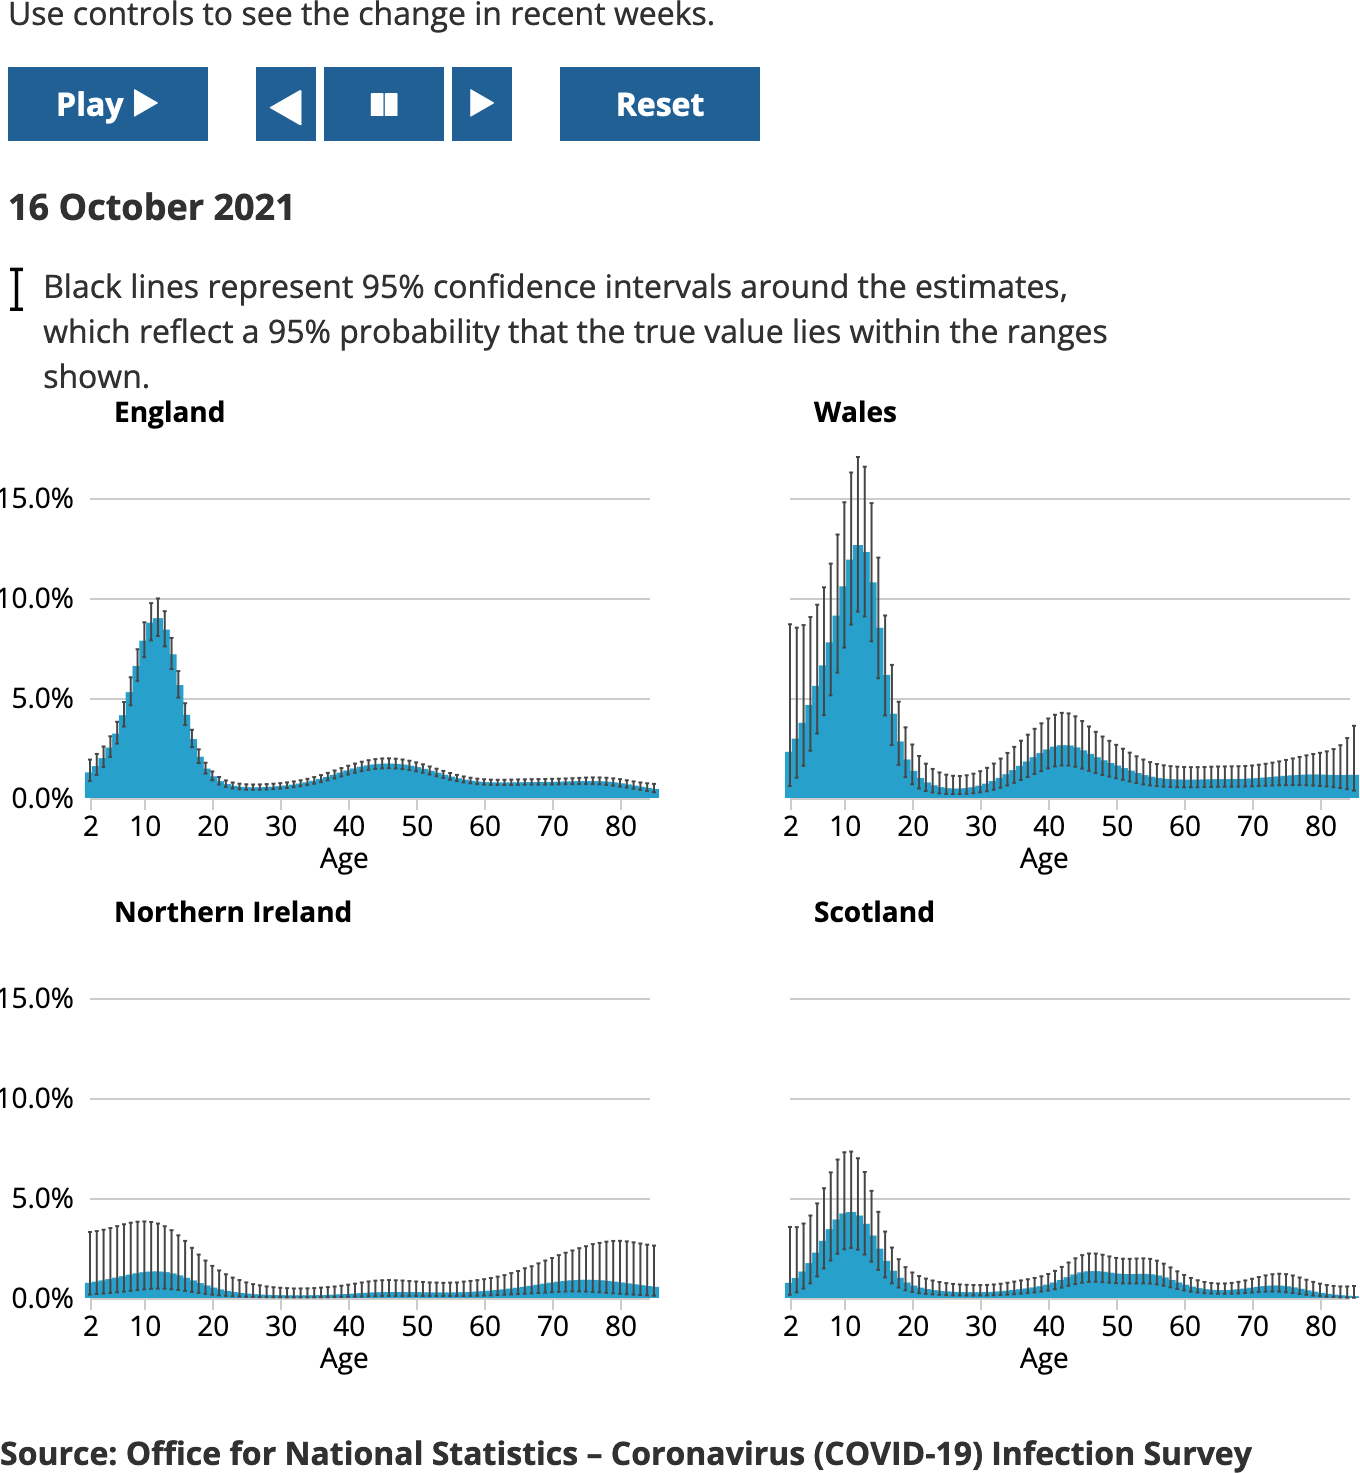 Use controls to see the change in recent weeks.
Play
Reset
16 October 2021
Black lines represent 95% confidence intervals around the estimates,
which reflect a 95% probability that the true value lies within the ranges
shown.
England
15.0%
10.0%
5.0%
0.0%
2 10 20 30 40 50 60 70 80
Age
Wales
2 10 20 30 40 50 60 70 80
Age
Northern Ireland
15.0%
10.0%
5.0%
0.0%
2 10 20 30 40 50 60 70 80
Age
Scotland
2 10 20 30 40 50 60 70 80
Age
Source: Office for National Statistics – Coronavirus (COVID-19) Infection Survey